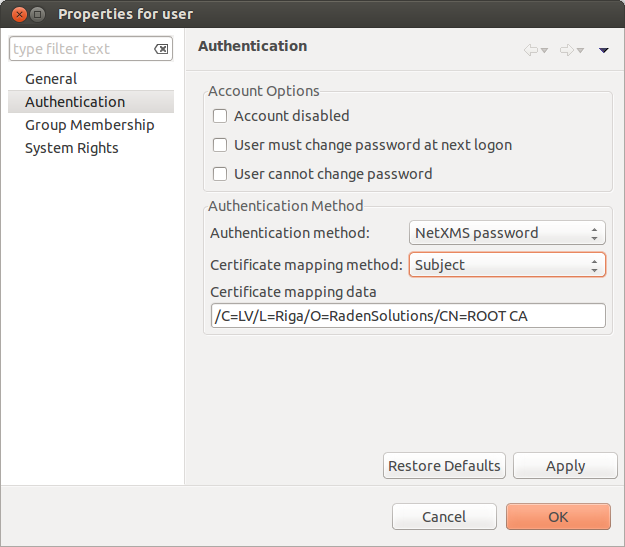 Properties for user
type filter text
Authentication
General
Authentication
Group Membership
System Rights
Account Options
Account disabled
User must change password at next logon
User cannot change password
Authentication Method
Authentication method: NetXMS password
Certificate mapping method: Subject
Certificate mapping data
/C=LV/L=Riga/O=RadenSolutions/CN=ROOT CA
Restore Defaults Apply
Cancel OK